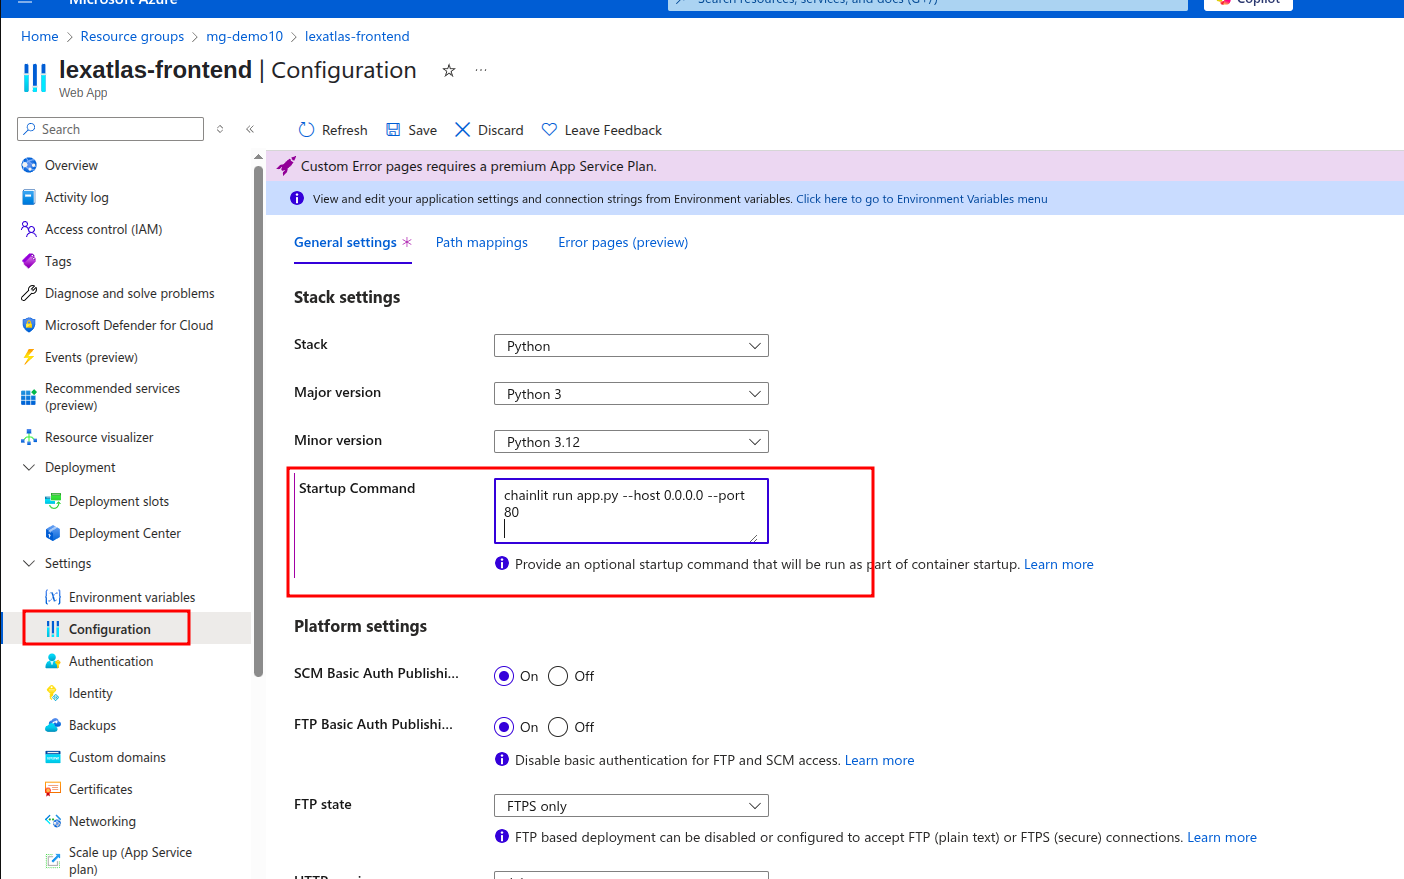 Microsoft Azure
Search resources, services, and docs (G+/)
Copilot
Home > Resource groups > mg-demo10 > lexatlas-frontend
lexatlas-frontend | Configuration
Web App
Search
Refresh
Save
Discard
Leave Feedback
Overview
Activity log
Access control (IAM)
Tags
Diagnose and solve problems
Microsoft Defender for Cloud
Events (preview)
Recommended services
(preview)
Resource visualizer
Deployment
Deployment slots
Deployment Center
Settings
Environment variables
Configuration
Authentication
Identity
Backups
Custom domains
Certificates
Networking
Scale up (App Service
plan)
Custom Error pages requires a premium App Service Plan.
View and edit your application settings and connection strings from Environment variables. Click here to go to Environment Variables menu
General settings *
Path mappings
Error pages (preview)
Stack settings
Stack
Python
Major version
Python 3
Minor version
Python 3.12
Startup Command
chainlit run app.py --host 0.0.0.0 --port
80
Provide an optional startup command that will be run as part of container startup. Learn more
Platform settings
SCM Basic Auth Publishi...
On
Off
FTP Basic Auth Publishi...
On
Off
Disable basic authentication for FTP and SCM access. Learn more
FTP state
FTPS only
FTP based deployment can be disabled or configured to accept FTP (plain text) or FTPS (secure) connections. Learn more